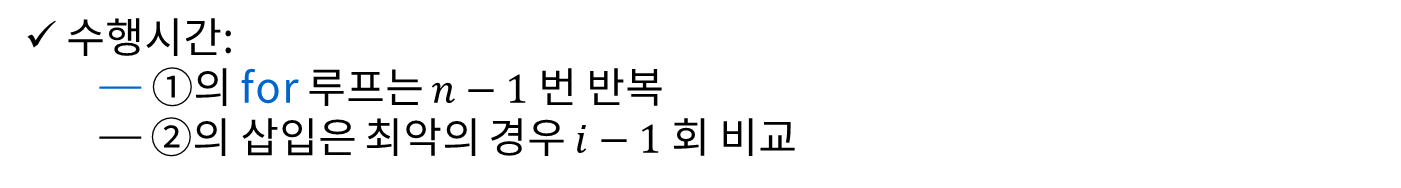 ✓ 수행시간:
— ①의 for 루프는 n − 1 번 반복
— ②의 삽입은 최악의 경우 i − 1 회 비교